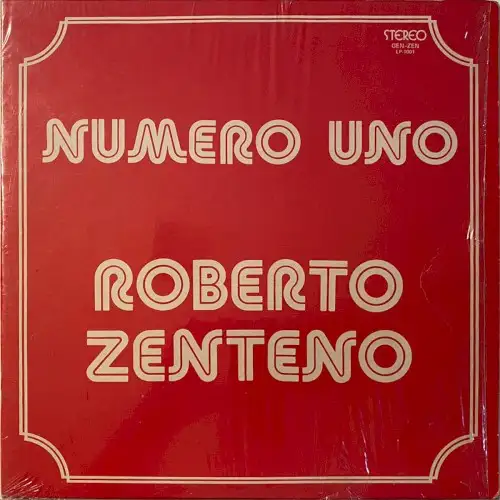 STEREO
GEN-ZEN
LP-1001
NUMERO UNO
ROBERTO
ZENTENO